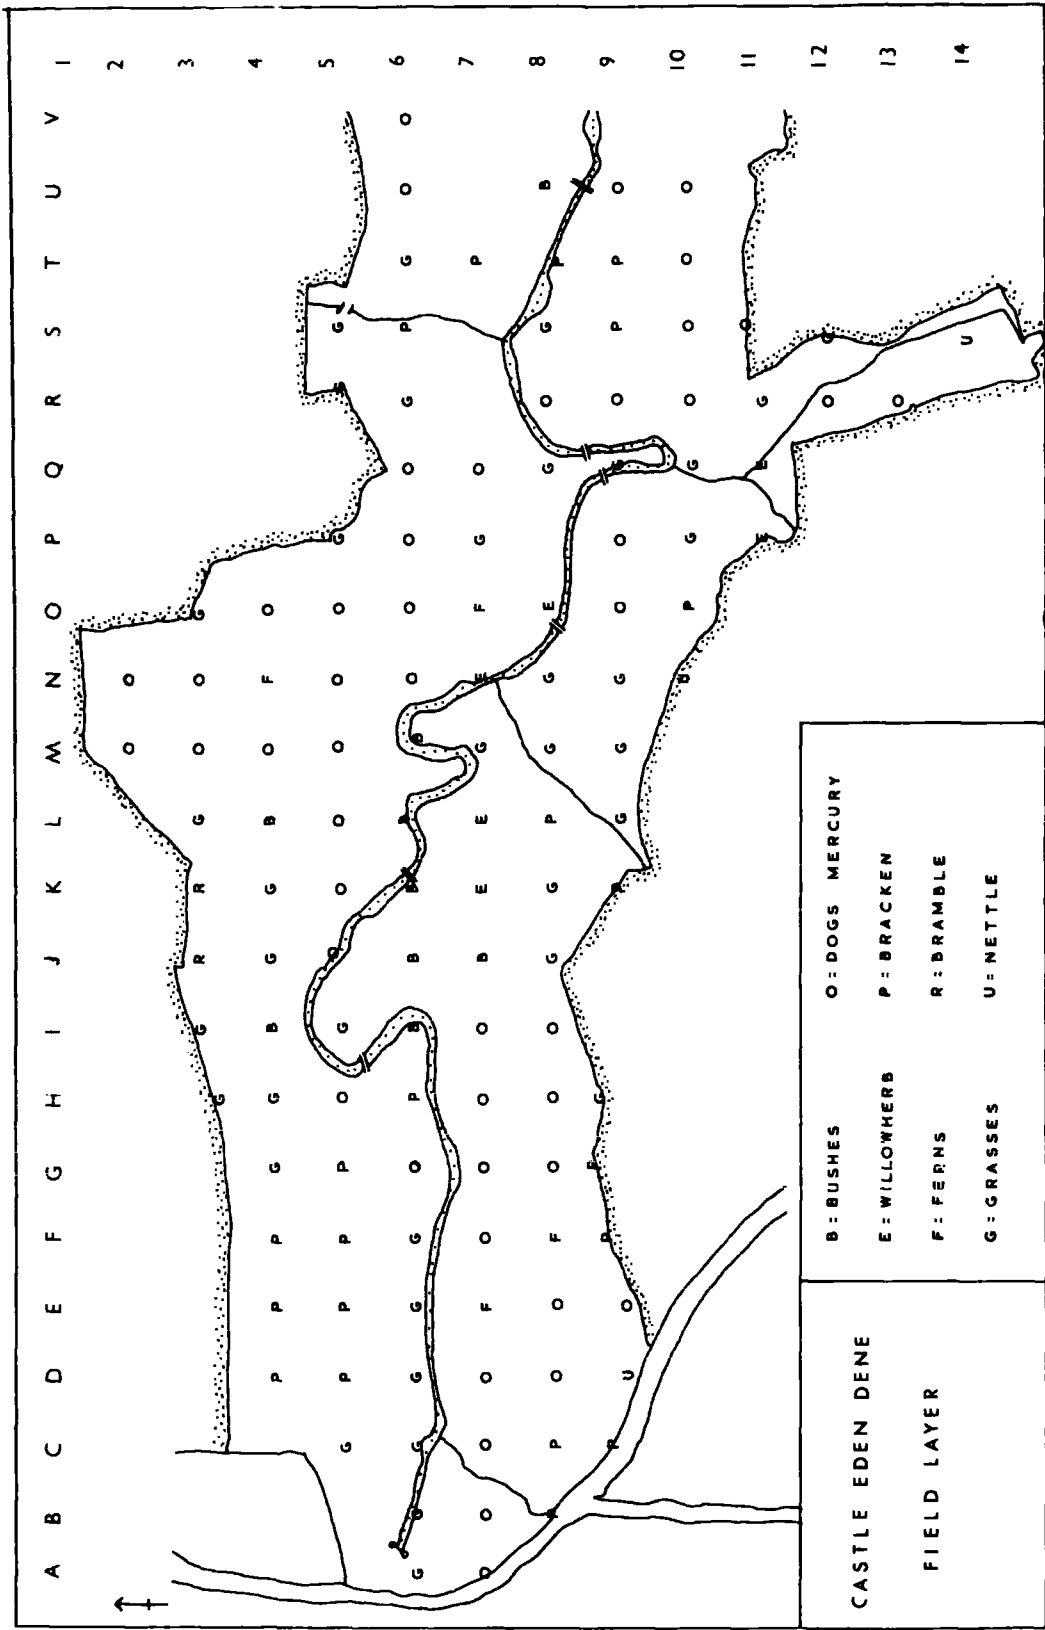 A B C D E F G H I J K L M N O P Q R S T U V 1
O O 2
G G R R G O O G 3
P P P G G B G G B O F O 4
G P P P P O G O O O O O O G G 5
G G G G G O P B B B O O O O G P G O O 6
O O O O F O O O O B E E G E F G O P 7
P O O F O O O G G P G G E G O G P B 8
P U O P G G G G O O O P P O 9
B P G G O O O O 10
E E G O 11
O G 12
O 13
U 14
CASTLE EDEN DENE
FIELD LAYER
B = BUSHES O = DOGS MERCURY
E = WILLOWHERB P = BRACKEN
F = FERNS R = BRAMBLE
G = GRASSES U = NETTLE